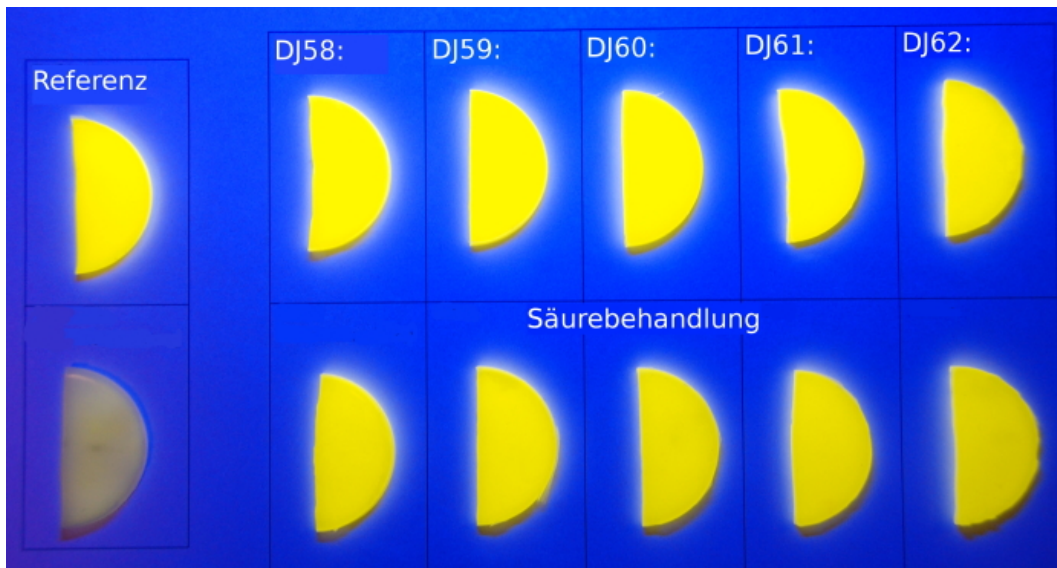 Referenz
DJ58:
DJ59:
DJ60:
DJ61:
DJ62:
Säurebehandlung